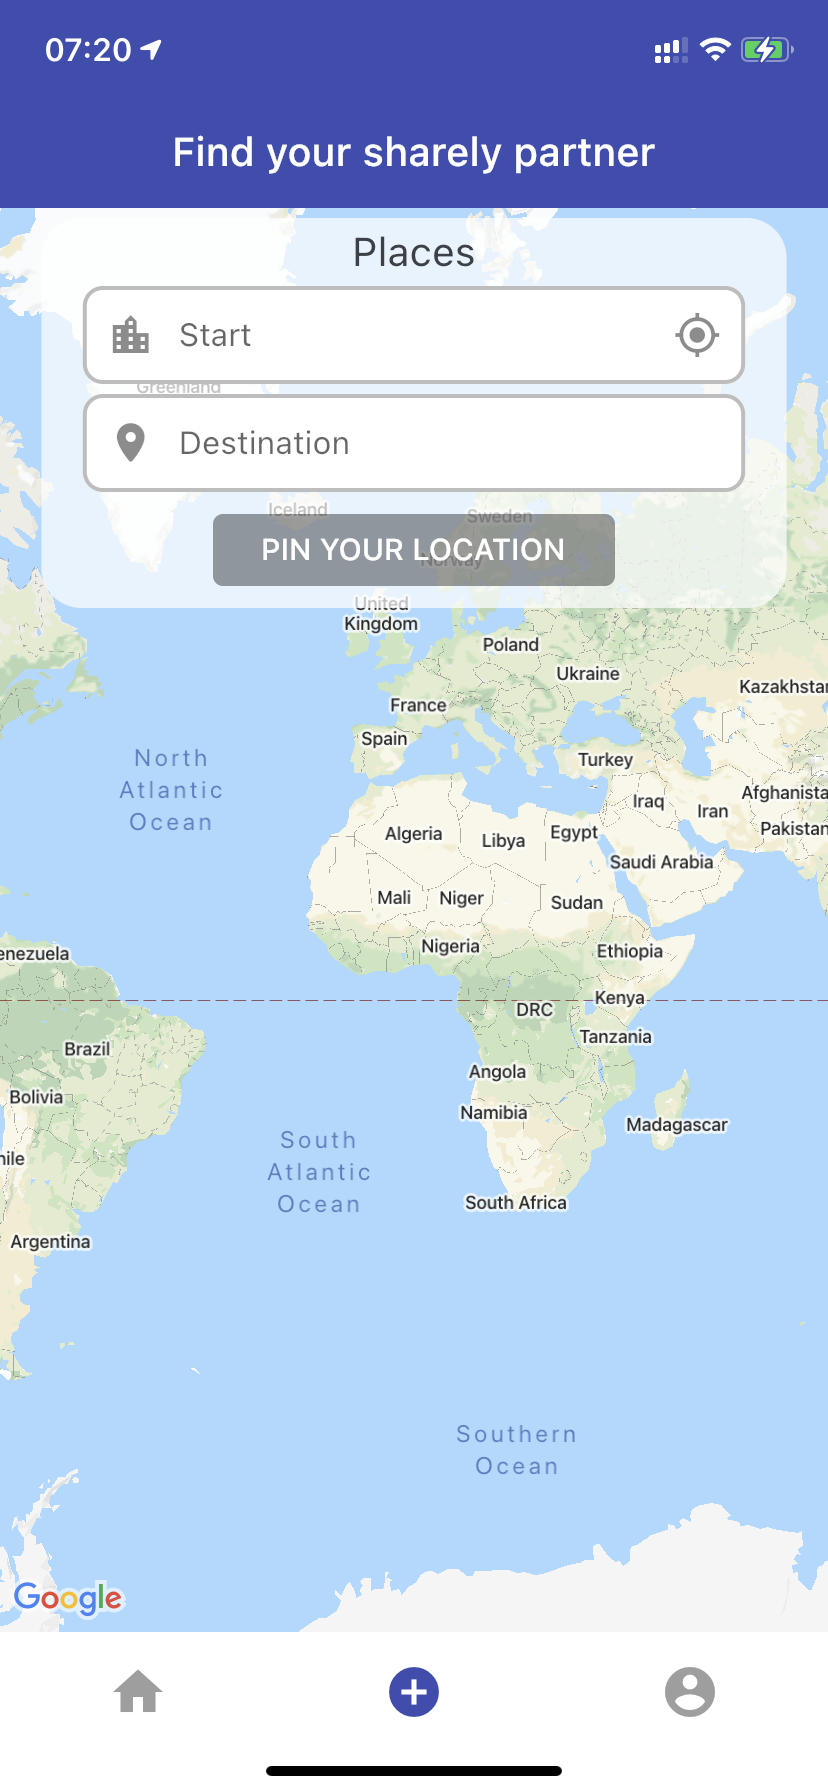 07:20
Find your sharely partner
Places
Start
Greenland
Destination
Iceland
Sweden
PIN YOUR LOCATION
Norway
United
Kingdom
Poland
Ukraine
Kazakhstan
France
Spain
Turkey
North
Atlantic
Ocean
Afghanista
Iraq
Iran
Algeria
Libya
Egypt
Pakistan
Saudi Arabia
Mali
Niger
Sudan
Nigeria
Ethiopia
enezuela
Kenya
DRC
Tanzania
Brazil
Angola
Bolivia
Namibia
Madagascar
South
Atlantic
Ocean
hile
South Africa
Argentina
Southern
Ocean
Google